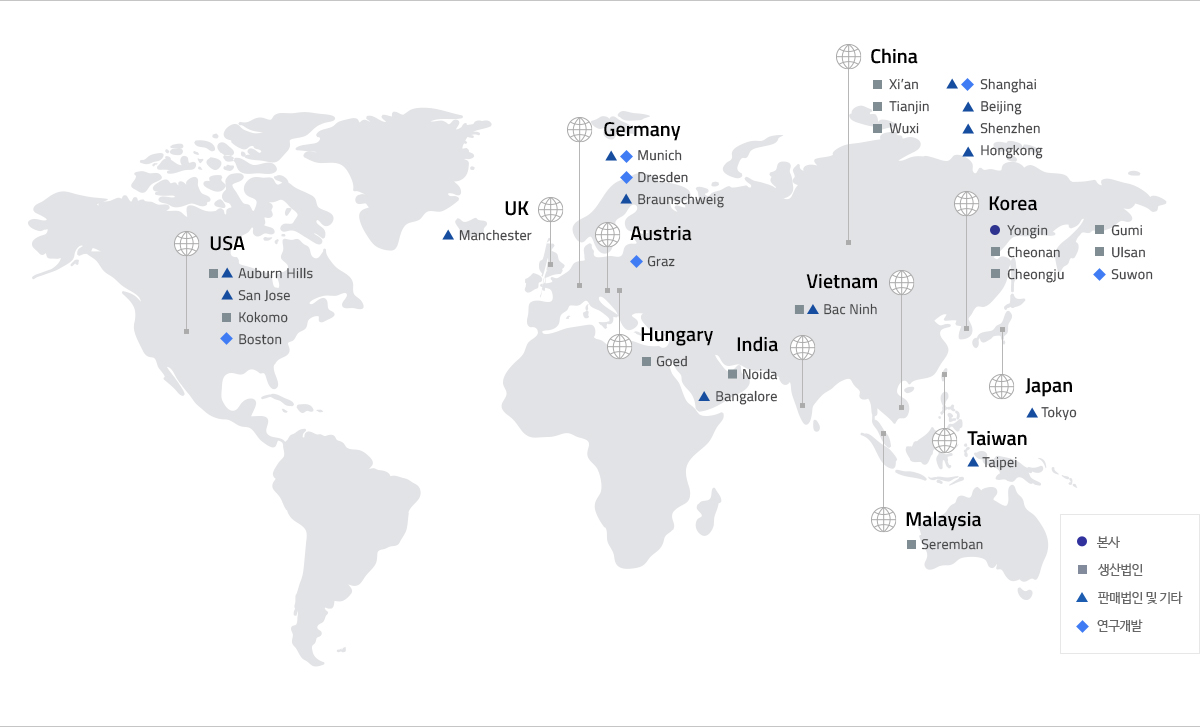 China
Xi’an
Shanghai
Tianjin
Beijing
Wuxi
Shenzhen
Hongkong
Germany
Munich
Dresden
Braunschweig
UK
Manchester
Austria
Graz
USA
Auburn Hills
San Jose
Kokomo
Boston
Korea
Yongin
Gumi
Cheonan
Ulsan
Cheongju
Suwon
Vietnam
Bac Ninh
Hungary
Goed
India
Noida
Bangalore
Japan
Tokyo
Taiwan
Taipei
Malaysia
Seremban
본사
생산법인
판매법인 및 기타
연구개발